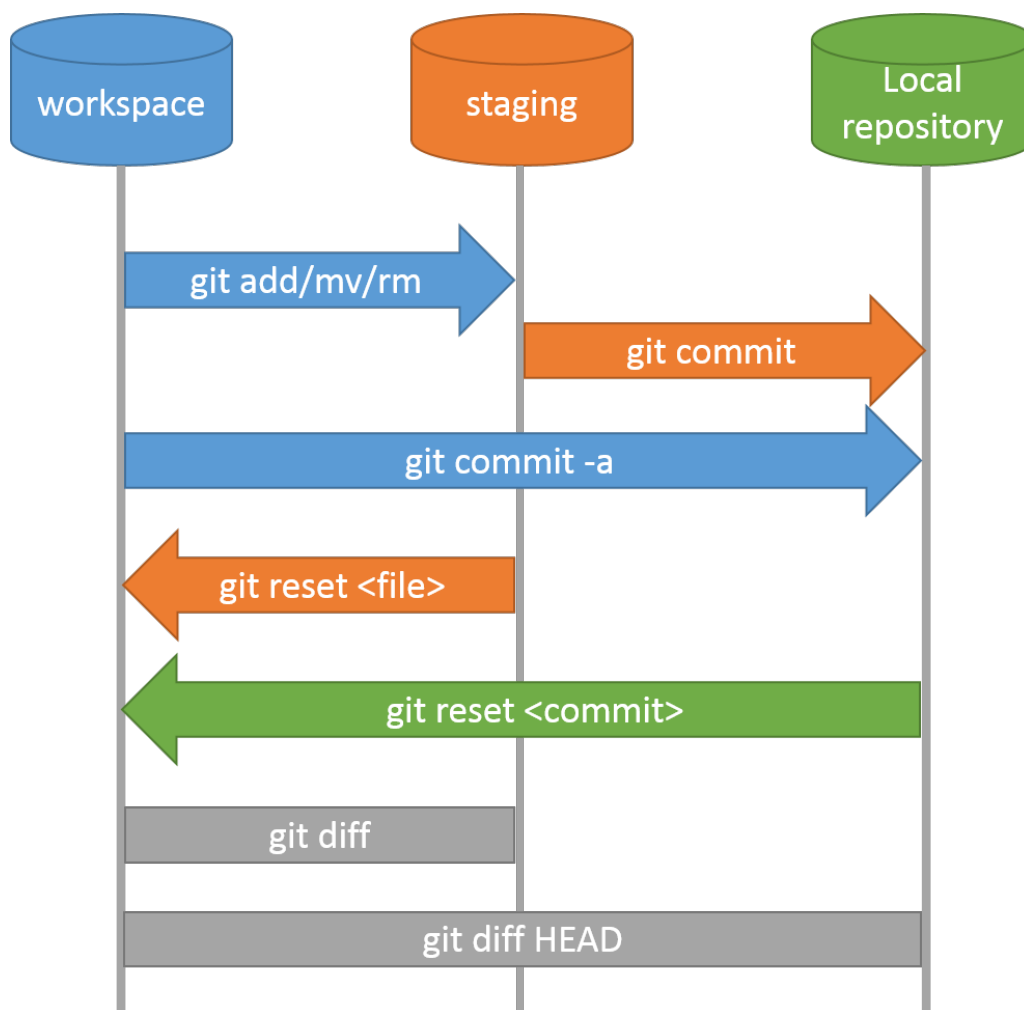 workspace
staging
Local
repository
git add/mv/rm
git commit
git commit -a
git reset <file>
git reset <commit>
git diff
git diff HEAD